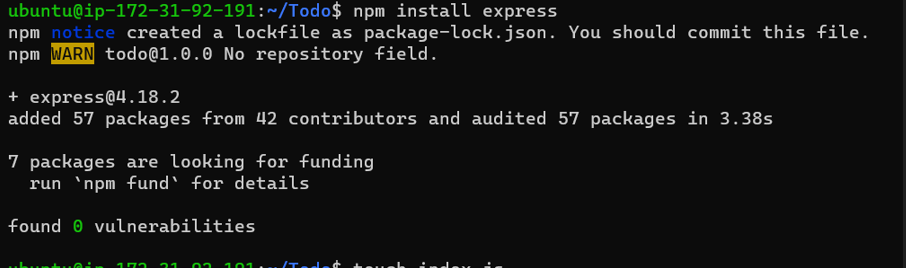 ubuntu@ip-172-31-92-191:~/Todo$ npm install express
npm notice created a lockfile as package-lock.json. You should commit this file.
npm WARN todo@1.0.0 No repository field.
+ express@4.18.2
added 57 packages from 42 contributors and audited 57 packages in 3.38s
7 packages are looking for funding
run `npm fund` for details
found 0 vulnerabilities
ubuntu@ip-172-31-92-191:~/Todo$ touch index.js